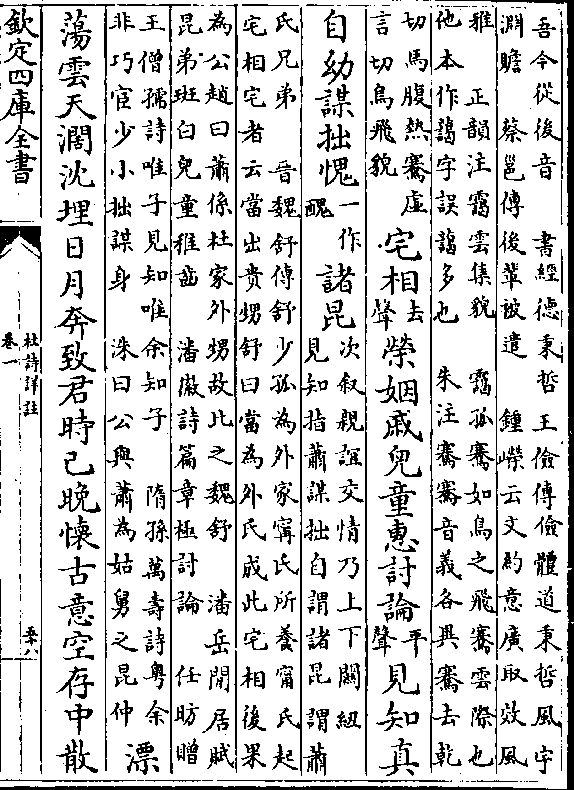 吾今從後音　書經德秉哲　王儉傳儉體道秉哲風宇
淵瞻　蔡邕傳後輩被遣　鍾嶸云文約意廣取效風
雅　正韻注靄雲集貌　靄孤騫如鳥之飛騫雲際也
他本作藹字誤藹多也　朱注騫騫音義各異騫去乾
切馬腹熱騫虛
言切鳥飛貌
宅相去聲榮姻戚兒童惠討論平聲見知真
自幼謀拙愧一作醜諸昆
次叙親誼交情乃上下關紐
見知指蕭謀拙自謂諸昆謂蕭
氏兄弟　晉魏舒傳舒少孤為外家甯氏所養甯氏起
宅相宅者云當出貴甥舒曰當為外氏成此宅相後果
為公趙曰蕭係杜家外甥故比之魏舒　潘岳閒居賦
昆弟斑白兒童稚齒　潘徽詩篇章極討論　任昉贈
王僧孺詩唯子見知唯余知子　隋孫萬壽詩粵余
非巧宦少小拙謀身　洙曰公與蕭為姑舅之昆仲
漂
蕩雲天濶沈埋日月奔致君時已晚懷古意空存中散
欽定四庫全書
杜詩詳註
卷一
五十八